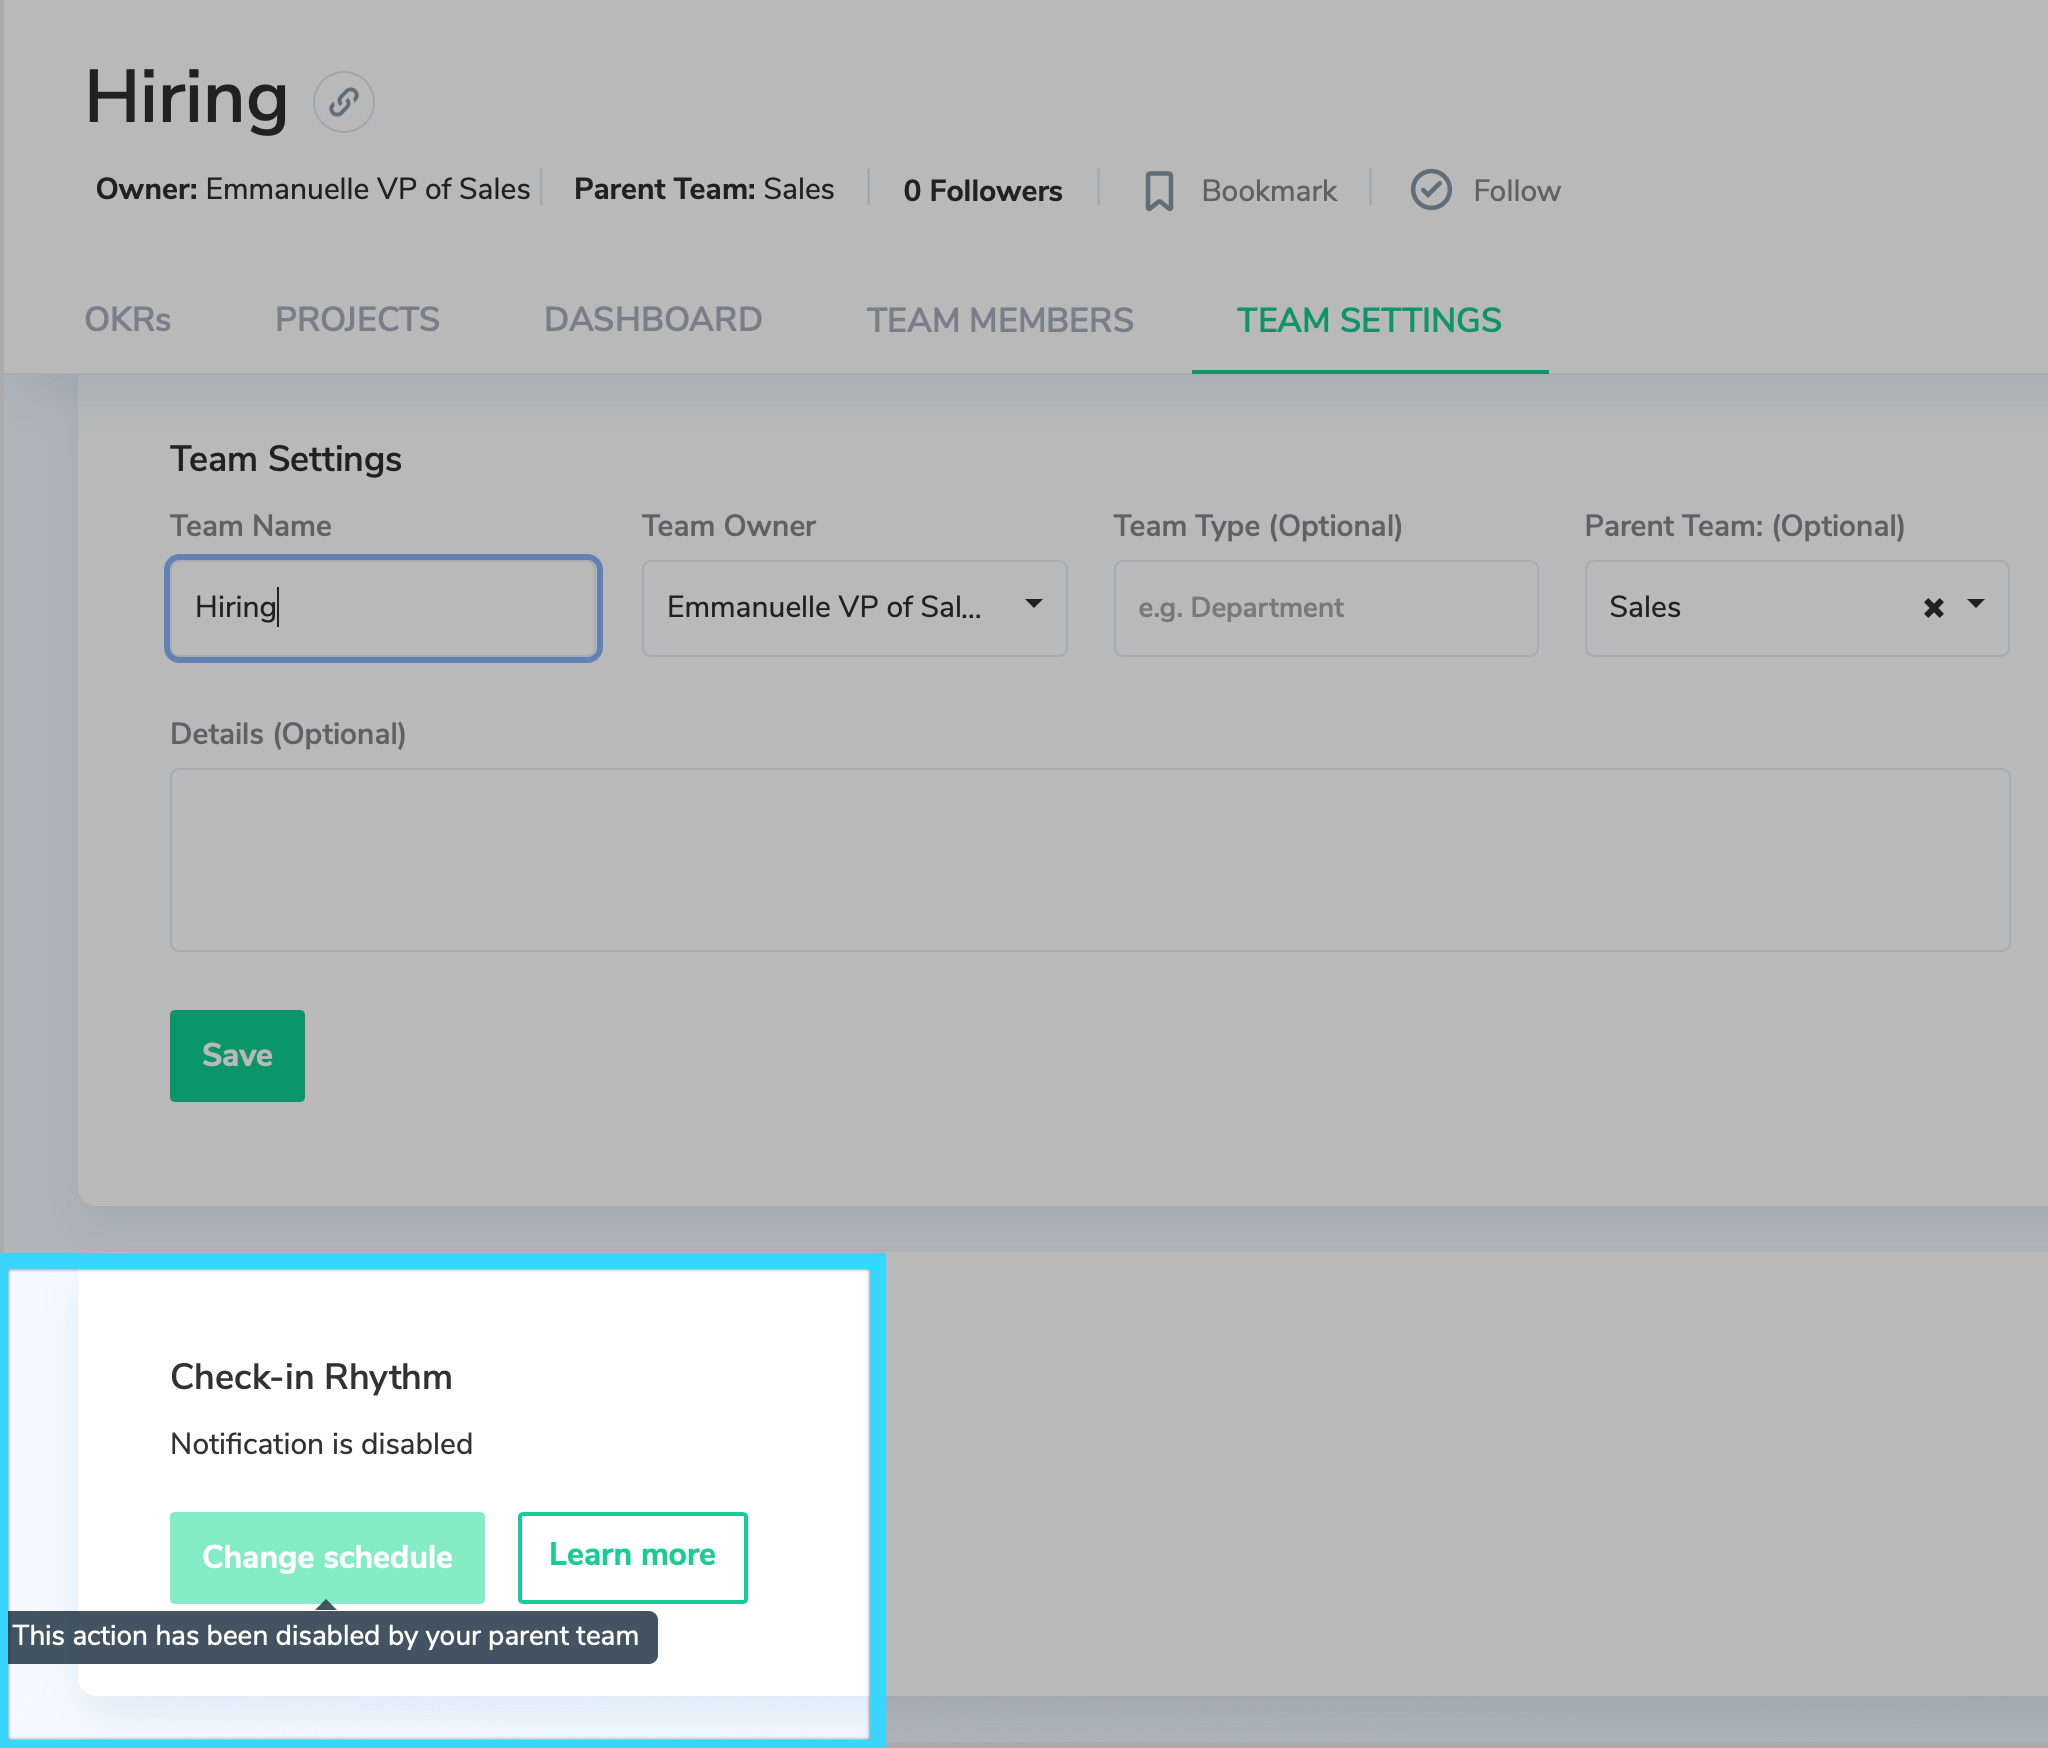 Hiring
Owner: Emmanuelle VP of Sales
Parent Team: Sales
0 Followers
Bookmark
Follow
OKRs
PROJECTS
DASHBOARD
TEAM MEMBERS
TEAM SETTINGS
Team Settings
Team Name
Team Owner
Team Type (Optional)
Parent Team: (Optional)
Hiring
Emmanuelle VP of Sal...
e.g. Department
Sales
Details (Optional)
Save
Check-in Rhythm
Notification is disabled
Change schedule
Learn more
This action has been disabled by your parent team